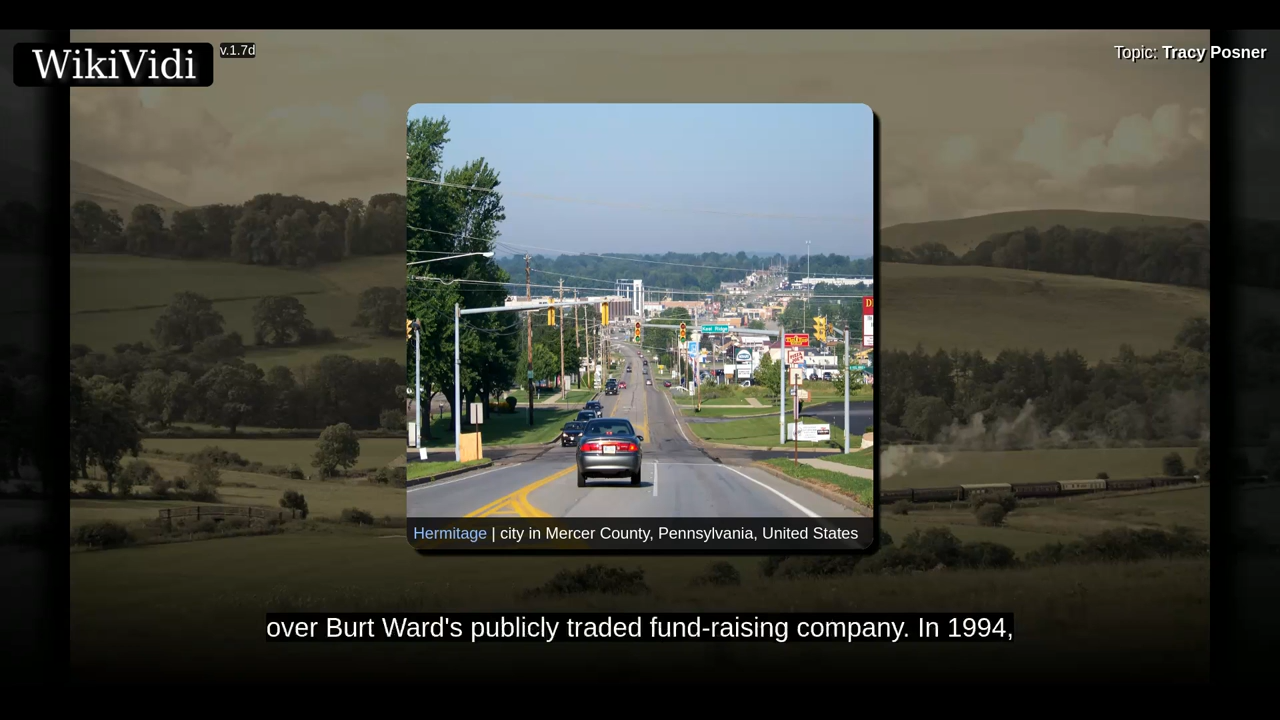 WikiVidi
v.1.7d
Topic: Tracy Posner
Hermitage | city in Mercer County, Pennsylvania, United States
over Burt Ward's publicly traded fund-raising company. In 1994,